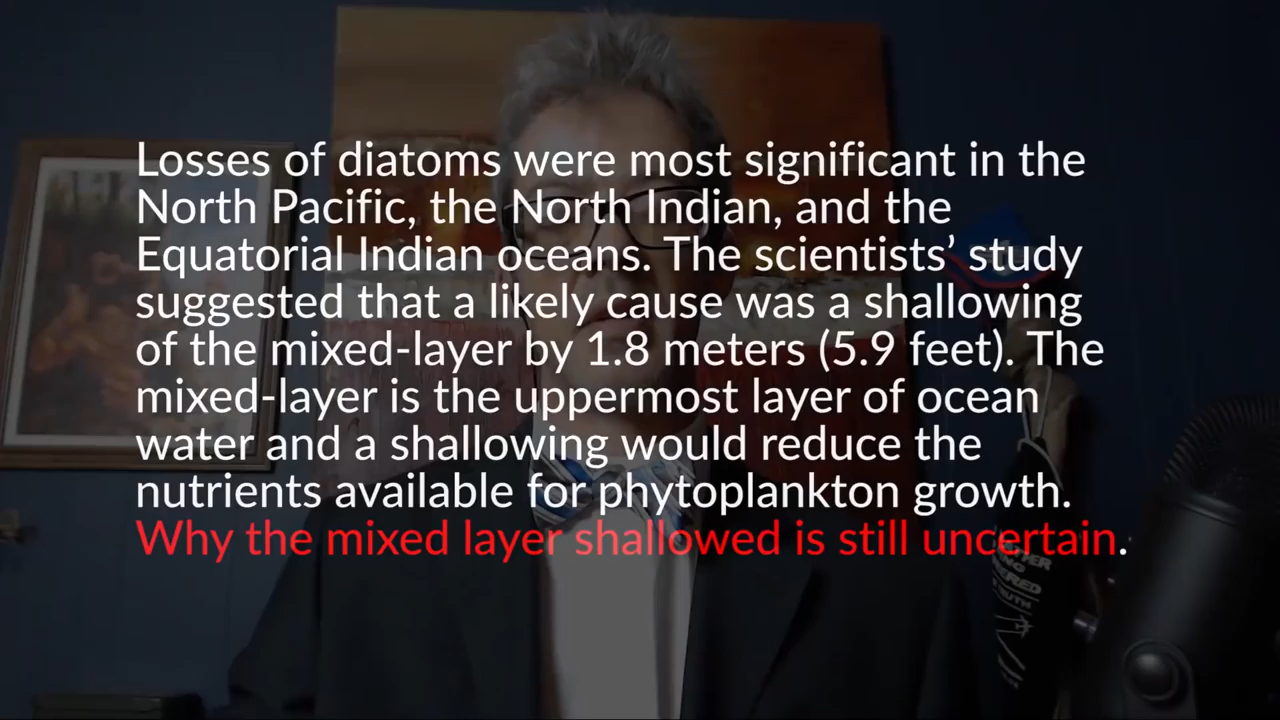 Losses of diatoms were most significant in the
North Pacific, the North Indian, and the
Equatorial Indian oceans. The scientists’ study
suggested that a likely cause was a shallowing
of the mixed-layer by 1.8 meters (5.9 feet). The
mixed-layer is the uppermost layer of ocean
water and a shallowing would reduce the
nutrients available for phytoplankton growth.
Why the mixed layer shallowed is still uncertain.